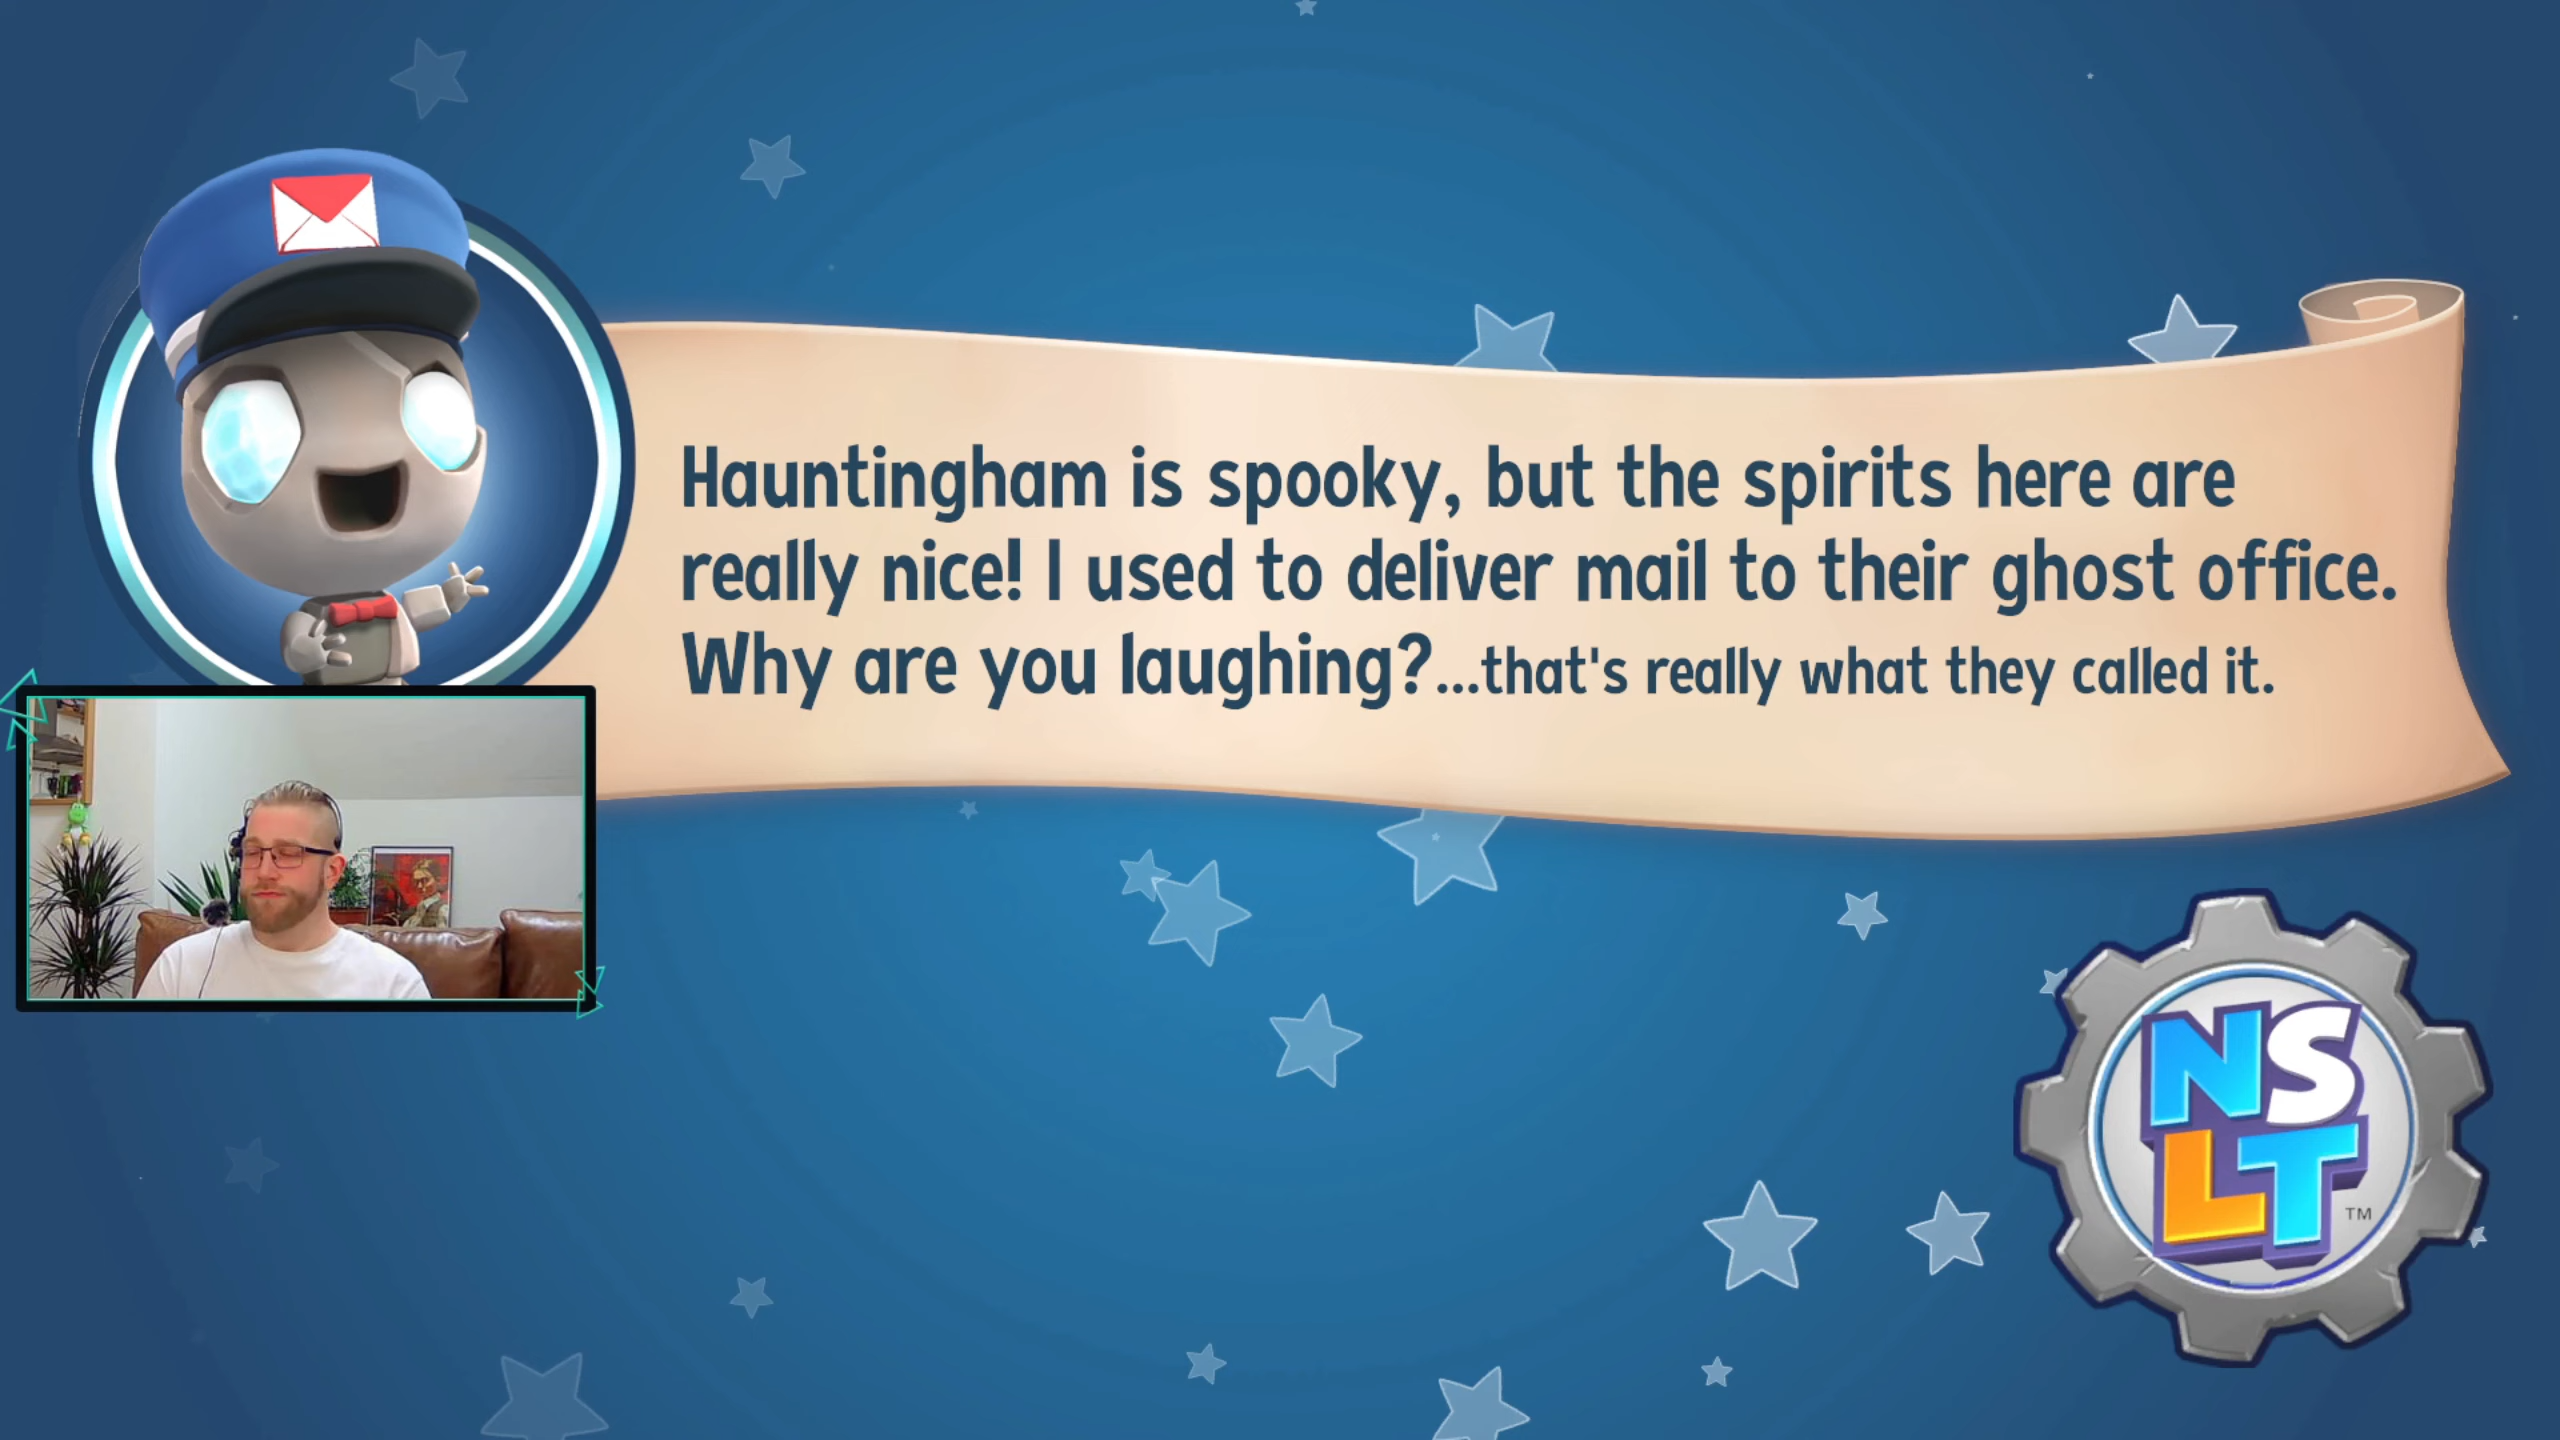 Hauntingham is spooky, but the spirits here are
really nice! I used to deliver mail to their ghost office.
Why are you laughing?...that's really what they called it.
NS
LT
TM